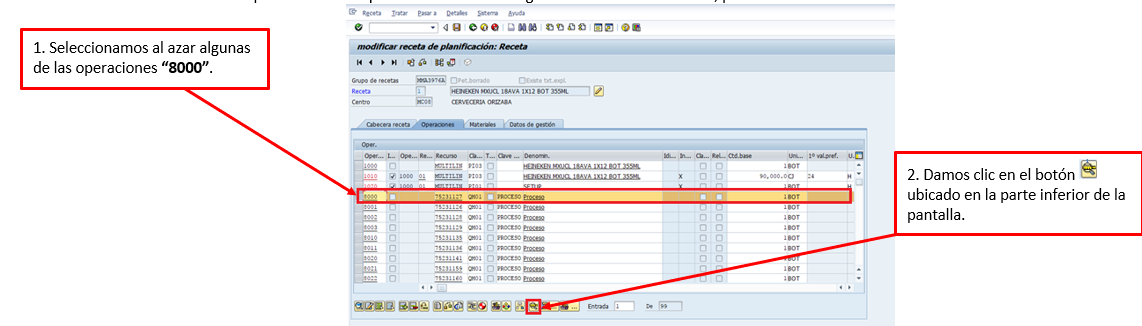 Receta Tratar Pasar a Detalles Sistema Ayuda
1. Seleccionamos al azar algunas
de las operaciones “8000”.
modificar receta de planificación: Receta
Grupo de recetas MMA3976A Pet.borrado Existe txt.expl.
Receta 1 HEINEKEN MXUCL 18AVA 1X12 BOT 355ML
Centro MC08 CERVECERIA ORIZABA
Cabecera receta Operaciones Materiales Datos de gestión
Oper.
Oper... I... Ope... Re... Recurso Cla... T... Clave ... Denomin. Id... In... Cla... Rel... Ctd.base Uni... 1º val.pref. U.
1000 MULTILIN PI03 HEINEKEN MXUCL 18AVA 1X12 BOT 355ML 1 BOT
1010 1000 01 MULTILIN PI03 HEINEKEN MXUCL 18AVA 1X12 BOT 355ML X 90,000.0 CJ 24 H
1020 1000 01 MULTILIN PI01 SETUP X 1 BOT H
8000 75231127 QM01 PROCESO Proceso 1 BOT
8001 75231126 QM01 PROCESO Proceso 1 BOT
8002 75231128 QM01 PROCESO Proceso 1 BOT
8003 75231129 QM01 PROCESO Proceso 1 BOT
8010 75231135 QM01 PROCESO Proceso 1 BOT
8011 75231136 QM01 PROCESO Proceso 1 BOT
8020 75231141 QM01 PROCESO Proceso 1 BOT
8021 75231159 QM01 PROCESO Proceso 1 BOT
8022 75231160 QM01 PROCESO Proceso 1 BOT
Entrada 1 De 99
2. Damos clic en el botón
ubicado en la parte inferior de la
pantalla.